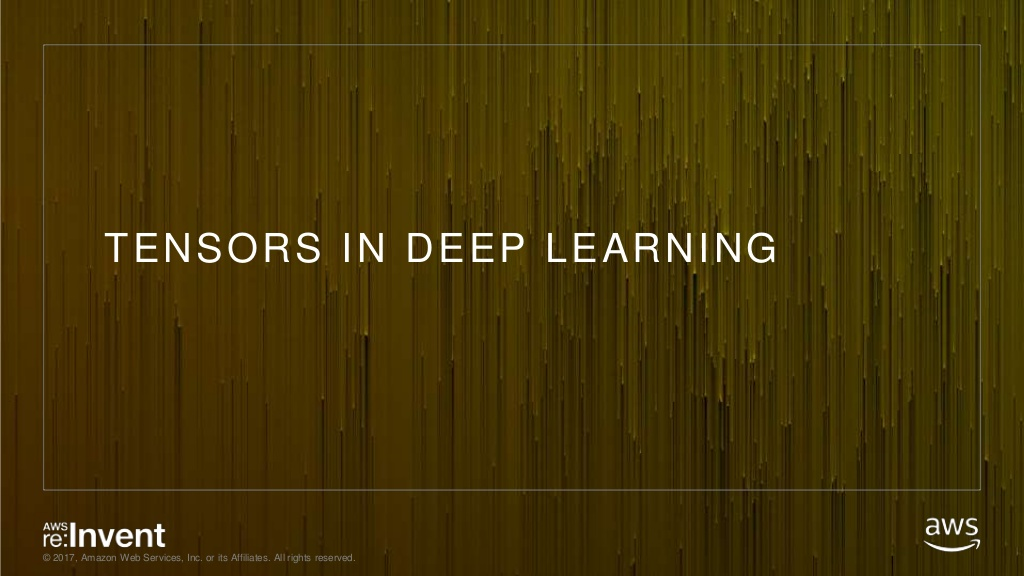 TENSORS IN DEEP LEARNING
AWS
re:Invent
© 2017, Amazon Web Services, Inc. or its Affiliates. All rights reserved.
aws